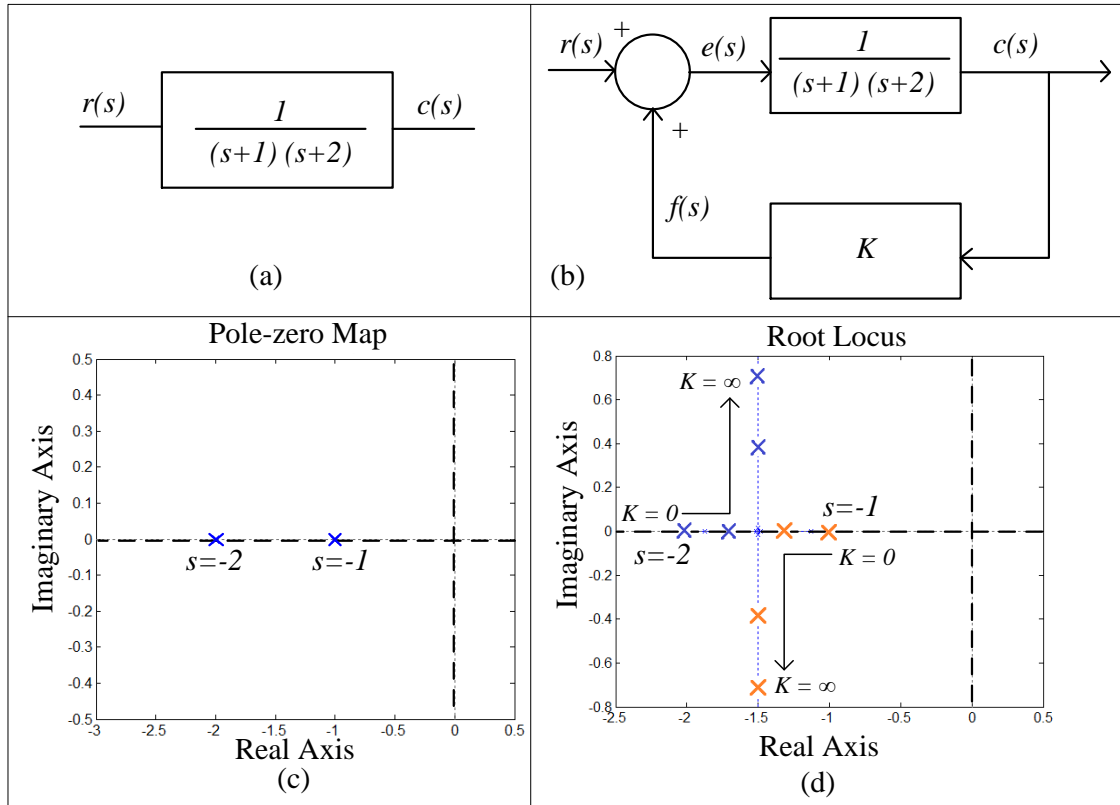 r(s)
1
(s+1) (s+2)
c(s)
(a)
r(s)
+
e(s)
1
(s+1) (s+2)
c(s)
+
f(s)
K
(b)
Pole-zero Map
Imaginary Axis
0.5
0.4
0.3
0.2
0.1
0
-0.1
-0.2
-0.3
-0.4
-0.5
s=-2
s=-1
-3
-2.5
-2
-1.5
-1
-0.5
0
0.5
Real Axis
(c)
Root Locus
Imaginary Axis
0.8
0.6
0.4
0.2
0
-0.2
-0.4
-0.6
-0.8
K = ∞
K = 0
s=-1
s=-2
K = 0
K = ∞
-2.5
-2
-1.5
-1
-0.5
0
0.5
Real Axis
(d)